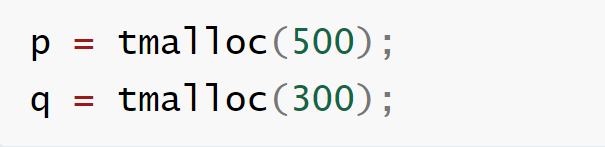 p = tmalloc(500);
q = tmalloc(300);